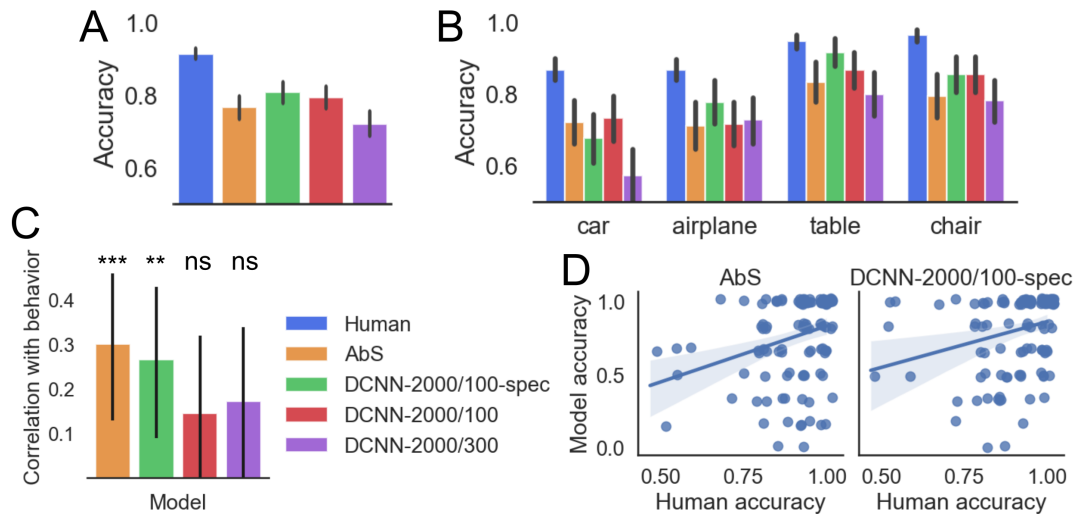 A
Accuracy
1.0
0.8
0.6
B
Accuracy
1.0
0.8
0.6
car
airplane
table
chair
C
Correlation with behavior
0.4
0.3
0.2
0.1
*** ** ns ns
Model
Human
AbS
DCNN-2000/100-spec
DCNN-2000/100
DCNN-2000/300
D
AbS
DCNN-2000/100-spec
Model accuracy
1.0
0.5
0.0
0.50 0.75 1.00
Human accuracy
0.50 0.75 1.00
Human accuracy